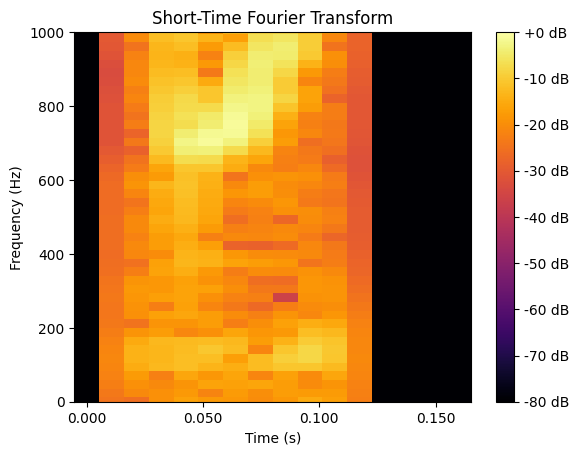 Short-Time Fourier Transform
1000
800
600
400
200
0
Frequency (Hz)
0.000
0.050
0.100
0.150
Time (s)
+0 dB
-10 dB
-20 dB
-30 dB
-40 dB
-50 dB
-60 dB
-70 dB
-80 dB